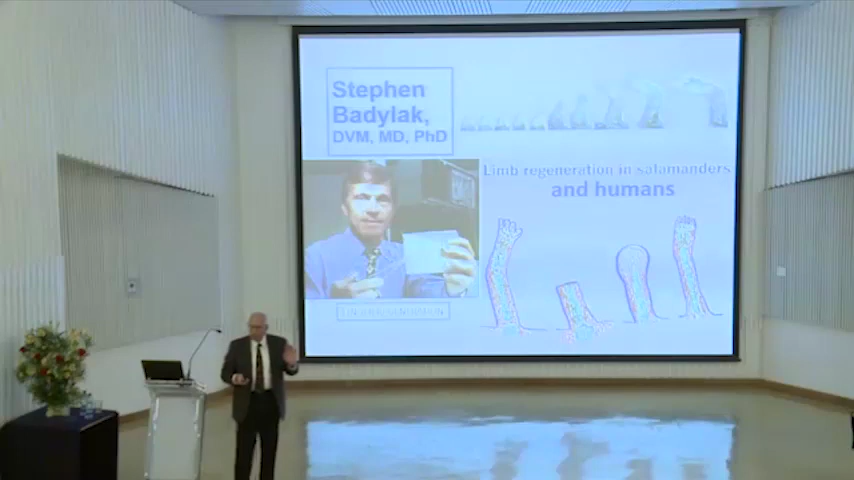 Stephen
Badylak,
DVM, MD, PhD
Limb regeneration in salamanders
and humans